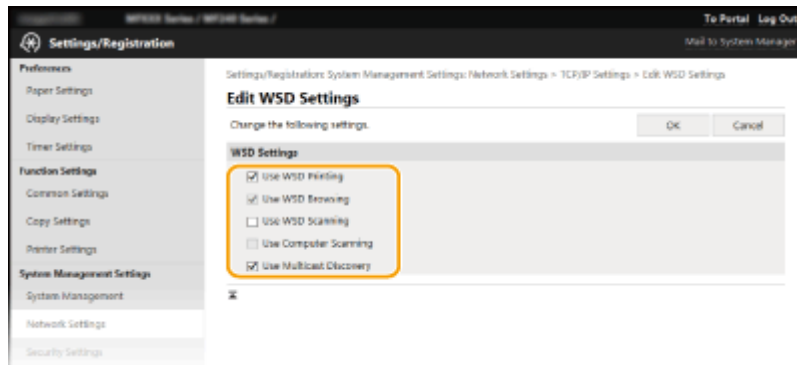 To Portal Log Out
Settings/Registration
Mail to System Manager
Preferences
Paper Settings
Display Settings
Timer Settings
Function Settings
Common Settings
Copy Settings
Printer Settings
System Management Settings
System Management
Network Settings
Security Settings
Settings/Registration: System Management Settings: Network Settings > TCP/IP Settings > Edit WSD Settings
Edit WSD Settings
Change the following settings.
OK Cancel
WSD Settings
Use WSD Printing
Use WSD Browsing
Use WSD Scanning
Use Computer Scanning
Use Multicast Discovery